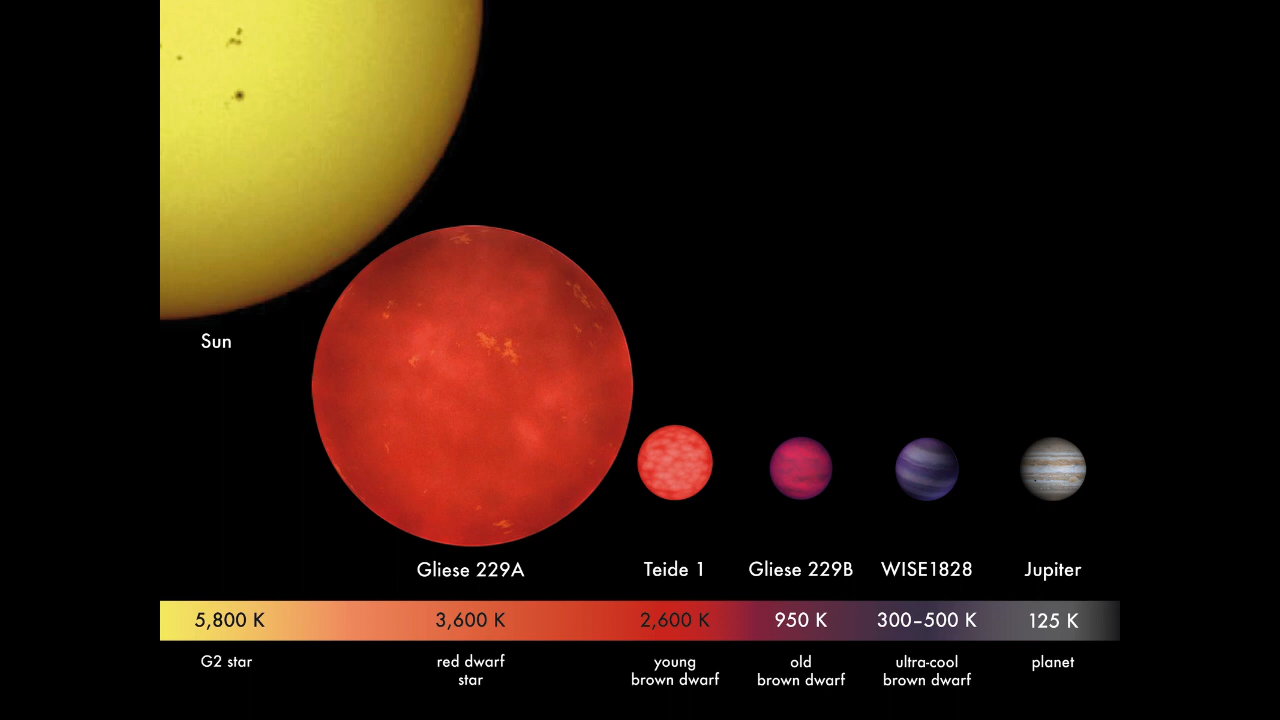 Sun
Gliese 229A
Teide 1
Gliese 229B
WISE1828
Jupiter
5,800 K
3,600 K
2,600 K
950 K
300–500 K
125 K
G2 star
red dwarf
star
young
brown dwarf
old
brown dwarf
ultra-cool
brown dwarf
planet